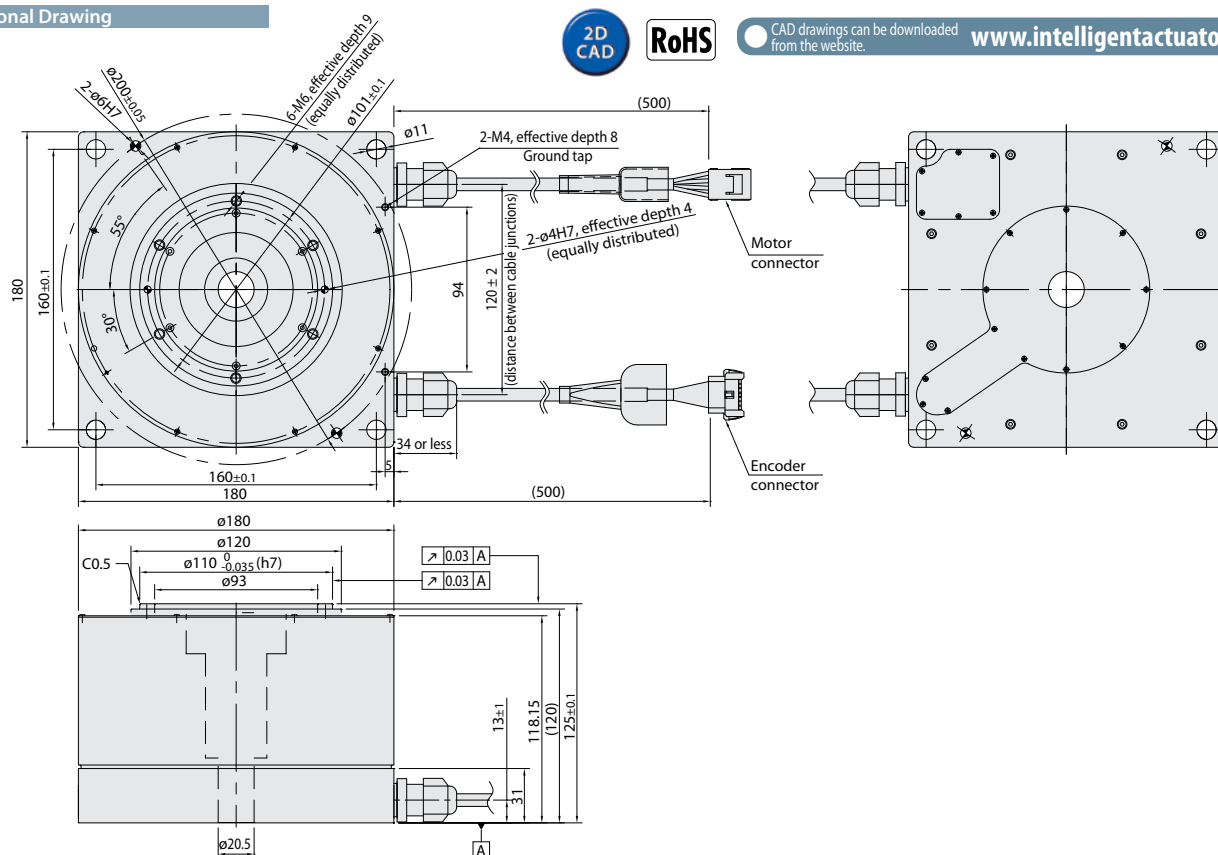 onal Drawing
2D
CAD
RoHS
CAD drawings can be downloaded
from the website.
www.intelligentactuato
ø200±0.05
2-ø6H7
6-M6, effective depth 9
(equally distributed)
ø101±0.1
ø11
(500)
2-M4, effective depth 8
Ground tap
2-ø4H7, effective depth 4
(equally distributed)
Motor
connector
55°
30°
180
160±0.1
94
120 ± 2
(distance between cable junctions)
34 or less
5
160±0.1
180
(500)
Encoder
connector
ø180
ø120
C0.5
ø110 0 -0.035 (h7)
ø93
↗ 0.03 A
↗ 0.03 A
13±1
118.15
(120)
125±0.1
31
ø20.5
A